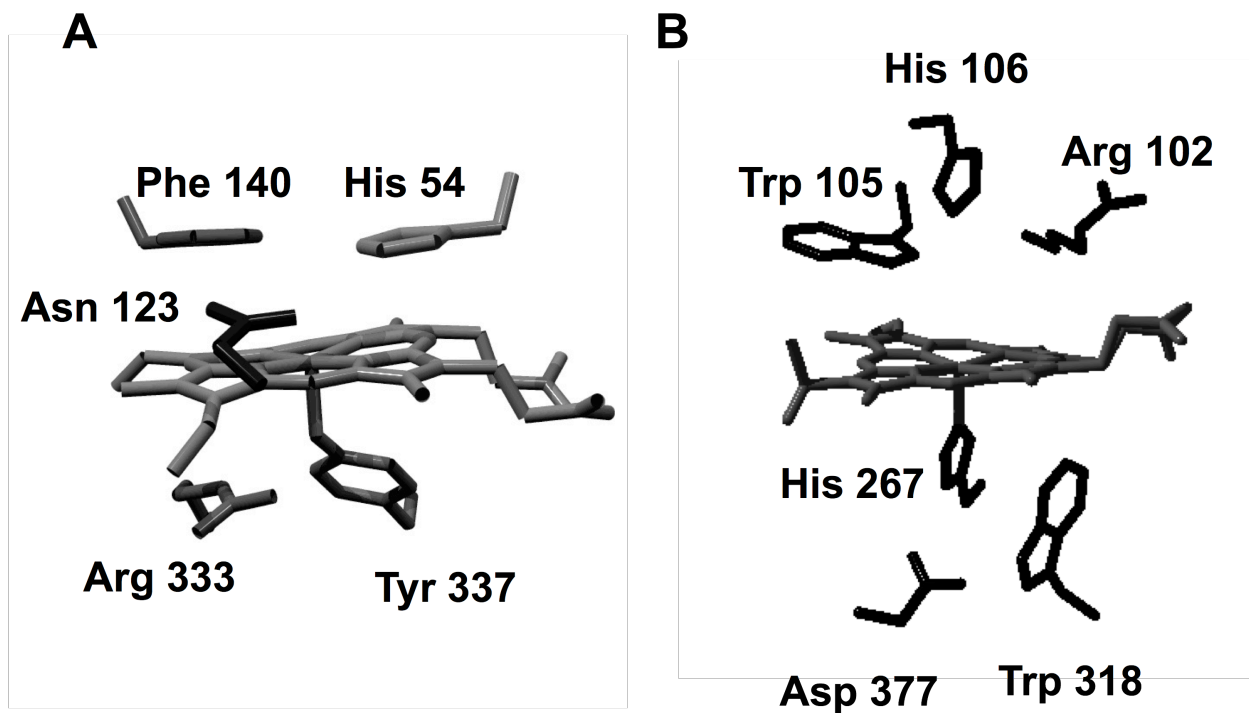 A
Phe 140
His 54
Asn 123
Arg 333
Tyr 337
B
His 106
Arg 102
Trp 105
His 267
Asp 377
Trp 318